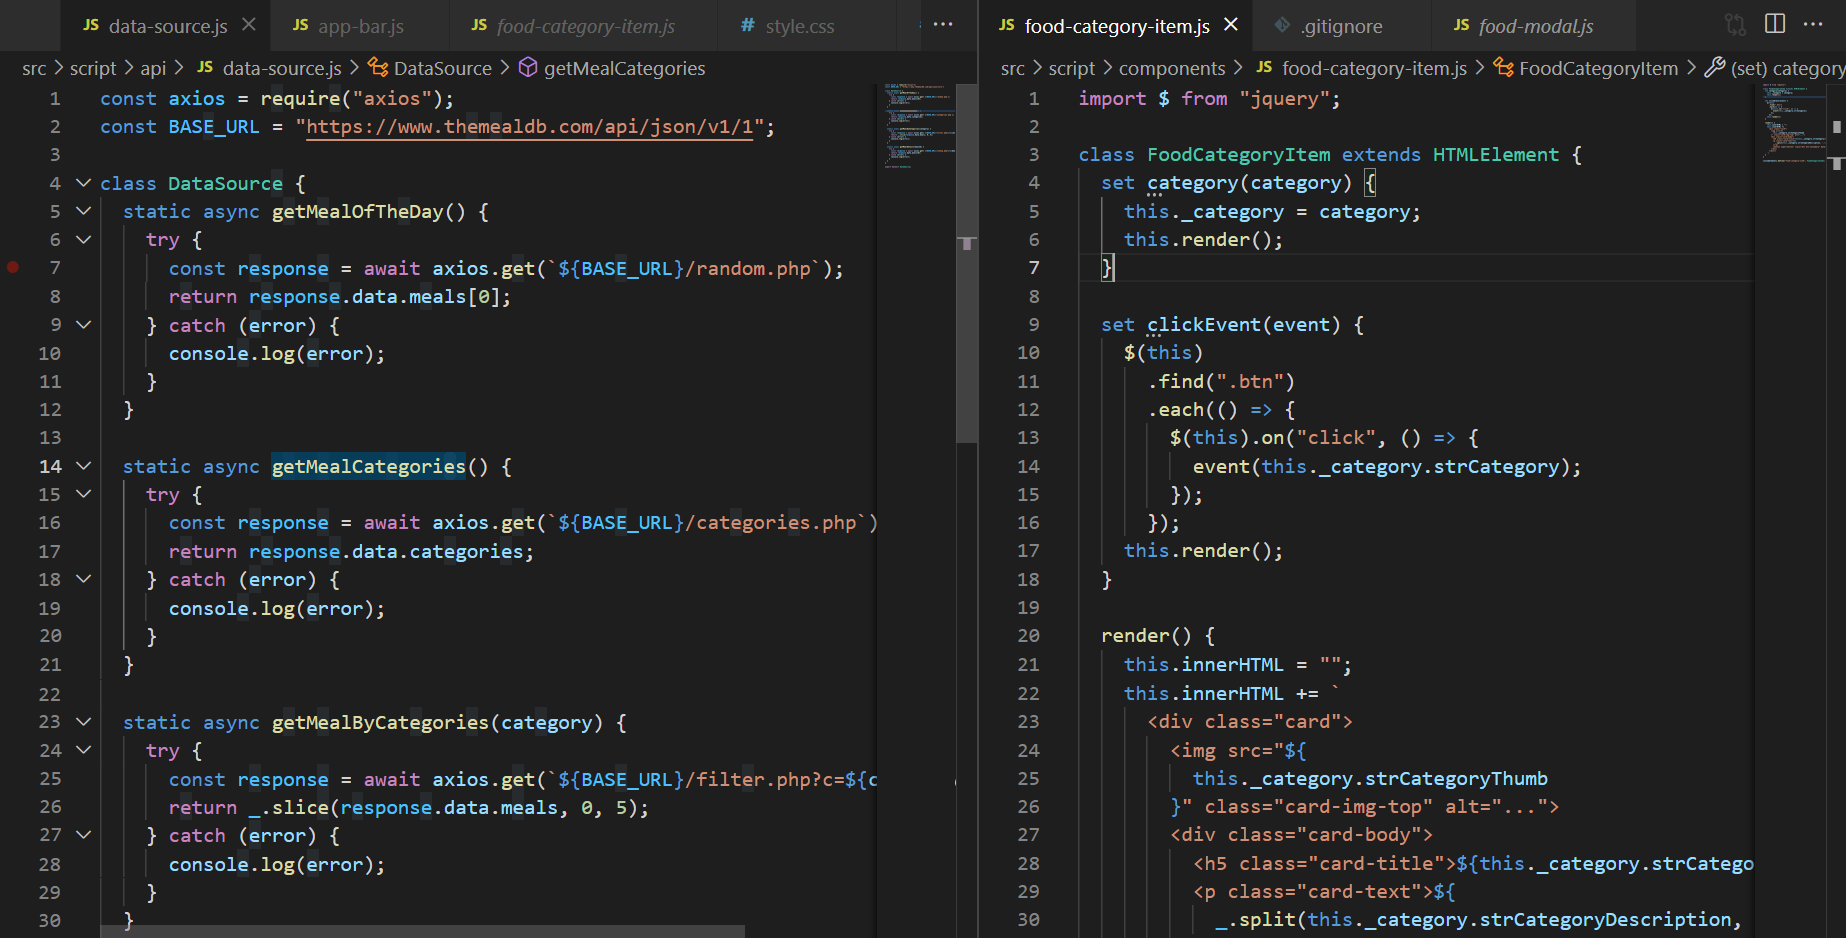 JS data-source.js
JS app-bar.js
JS food-category-item.js
# style.css
src > script > api > JS data-source.js > DataSource > getMealCategories
1 const axios = require("axios");
2 const BASE_URL = "https://www.themealdb.com/api/json/v1/1";
3
4 class DataSource {
5 static async getMealOfTheDay() {
6 try {
7 const response = await axios.get(`${BASE_URL}/random.php`);
8 return response.data.meals[0];
9 } catch (error) {
10 console.log(error);
11 }
12 }
13
14 static async getMealCategories() {
15 try {
16 const response = await axios.get(`${BASE_URL}/categories.php`)
17 return response.data.categories;
18 } catch (error) {
19 console.log(error);
20 }
21 }
22
23 static async getMealByCategories(category) {
24 try {
25 const response = await axios.get(`${BASE_URL}/filter.php?c=${c
26 return _.slice(response.data.meals, 0, 5);
27 } catch (error) {
28 console.log(error);
29 }
30 }
JS food-category-item.js
.gitignore
JS food-modal.js
src > script > components > JS food-category-item.js > FoodCategoryItem > (set) category
1 import $ from "jquery";
2
3 class FoodCategoryItem extends HTMLElement {
4 set category(category) {
5 this._category = category;
6 this.render();
7 }
8
9 set clickEvent(event) {
10 $(this)
11 .find(".btn")
12 .each(() => {
13 $(this).on("click", () => {
14 event(this._category.strCategory);
15 });
16 });
17 this.render();
18 }
19
20 render() {
21 this.innerHTML = "";
22 this.innerHTML += `
23 <div class="card">
24 <img src="${
25 this._category.strCategoryThumb
26 }" class="card-img-top" alt="...">
27 <div class="card-body">
28 <h5 class="card-title">${this._category.strCatego
29 <p class="card-text">${
30 _.split(this._category.strCategoryDescription,